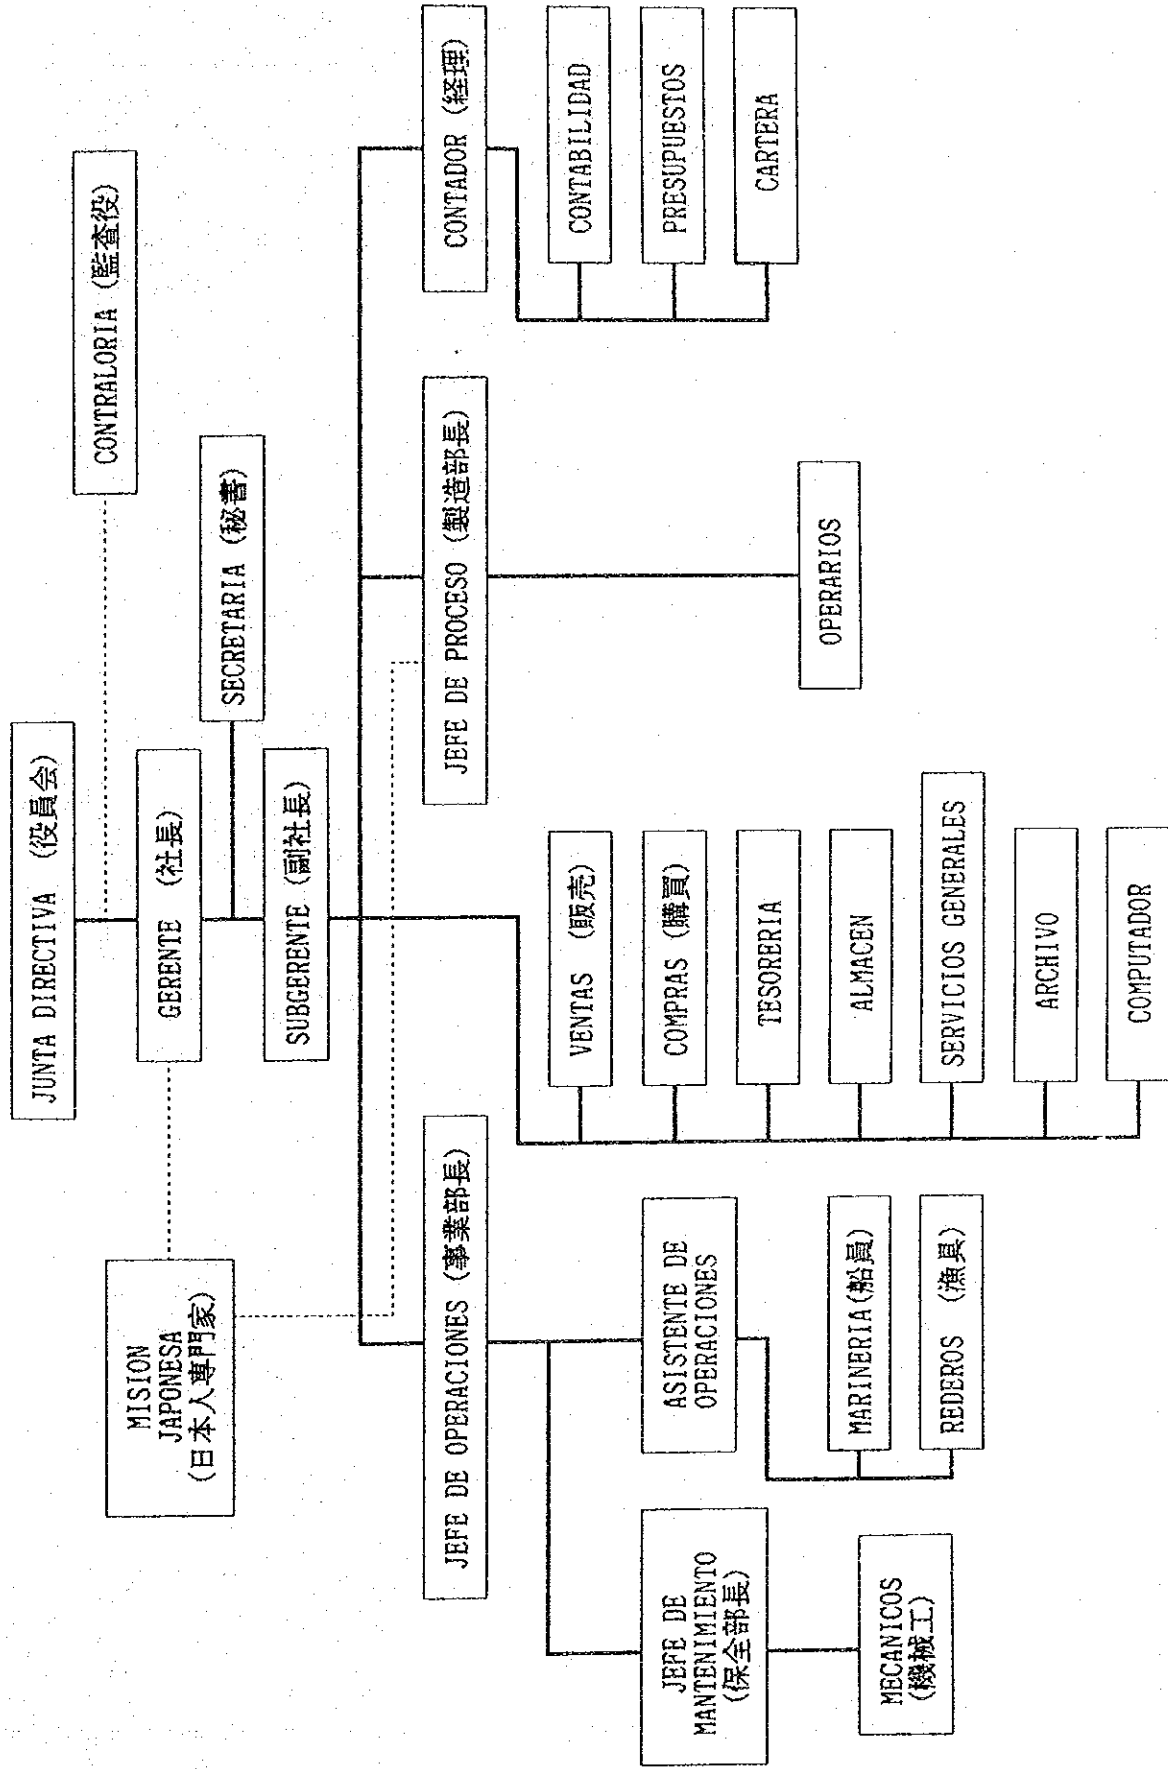 JUNTA DIRECTIVA (役員会)
CONTRALORIA (監査役)
MISION
JAPONESA
(日本人専門家)
GERENTE (社長)
SECRETARIA (秘書)
SUBGERENTE (副社長)
JEFE DE OPERACIONES (事業部長)
JEFE DE PROCESO (製造部長)
CONTADOR (経理)
JEFE DE
MANTENIMIENTO
(保全部長)
MECANICOS
(機械工)
ASISTENTE DE
OPERACIONES
MARINERIA(船員)
REDEROS (漁具)
VENTAS (販売)
COMPRAS (購買)
TESORERIA
ALMACEN
SERVICIOS GENERALES
ARCHIVO
COMPUTADOR
OPERARIOS
CONTABILIDAD
PRESUPUESTOS
CARTERA